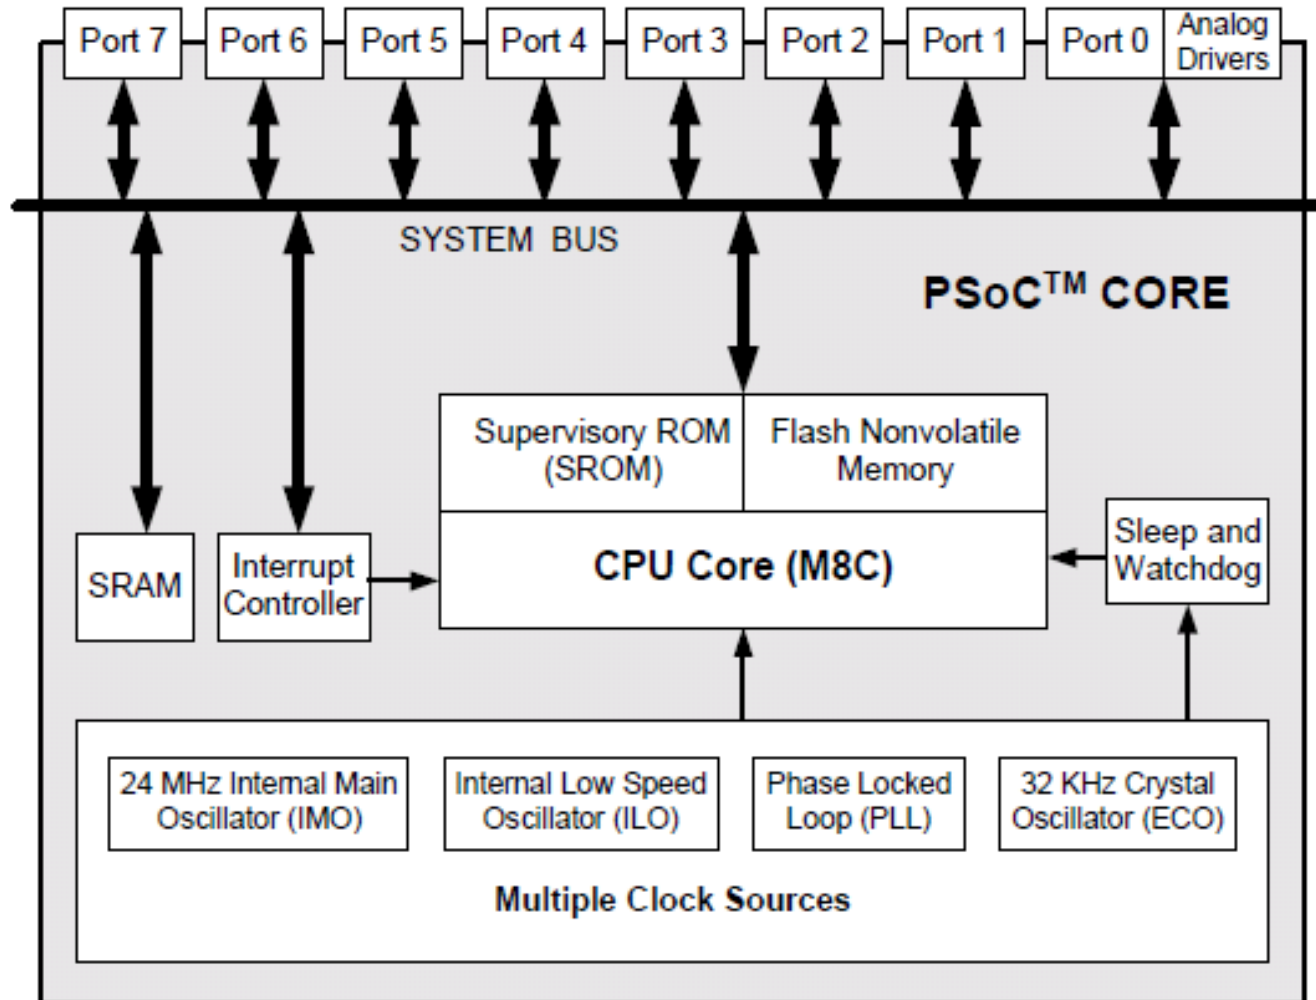 Port 7
Port 6
Port 5
Port 4
Port 3
Port 2
Port 1
Port 0
Analog
Drivers
SYSTEM BUS
PSoC™ CORE
Supervisory ROM
(SROM)
Flash Nonvolatile
Memory
CPU Core (M8C)
SRAM
Interrupt
Controller
Sleep and
Watchdog
24 MHz Internal Main
Oscillator (IMO)
Internal Low Speed
Oscillator (ILO)
Phase Locked
Loop (PLL)
32 KHz Crystal
Oscillator (ECO)
Multiple Clock Sources